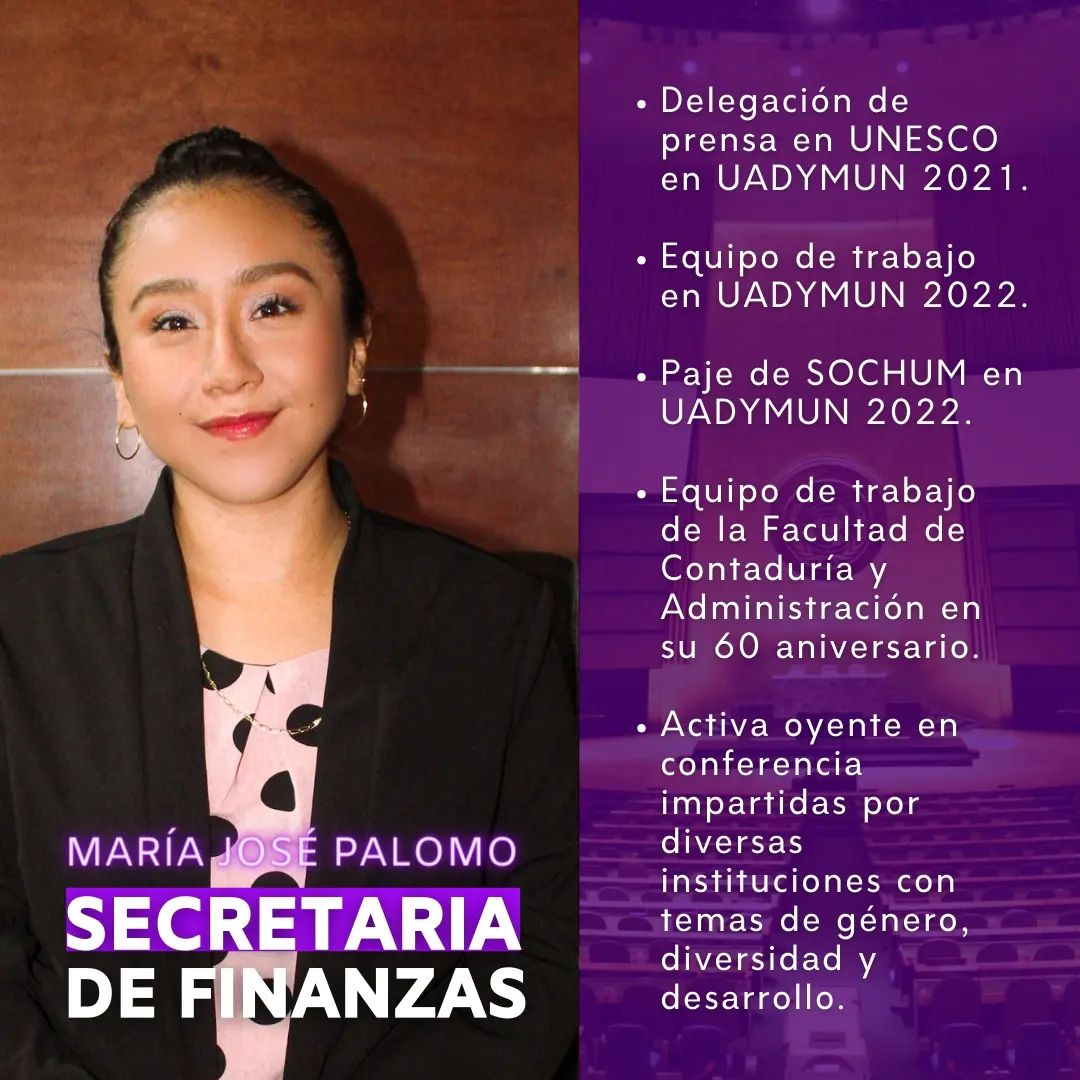 MARÍA JOSÉ PALOMO
SECRETARIA
DE FINANZAS
• Delegación de
prensa en UNESCO
en UADYMUN 2021.
• Equipo de trabajo
en UADYMUN 2022.
• Paje de SOCHUM en
UADYMUN 2022.
• Equipo de trabajo
de la Facultad de
Contaduría y
Administración en
su 60 aniversario.
• Activa oyente en
conferencia
impartidas por
diversas
instituciones con
temas de género,
diversidad y
desarrollo.